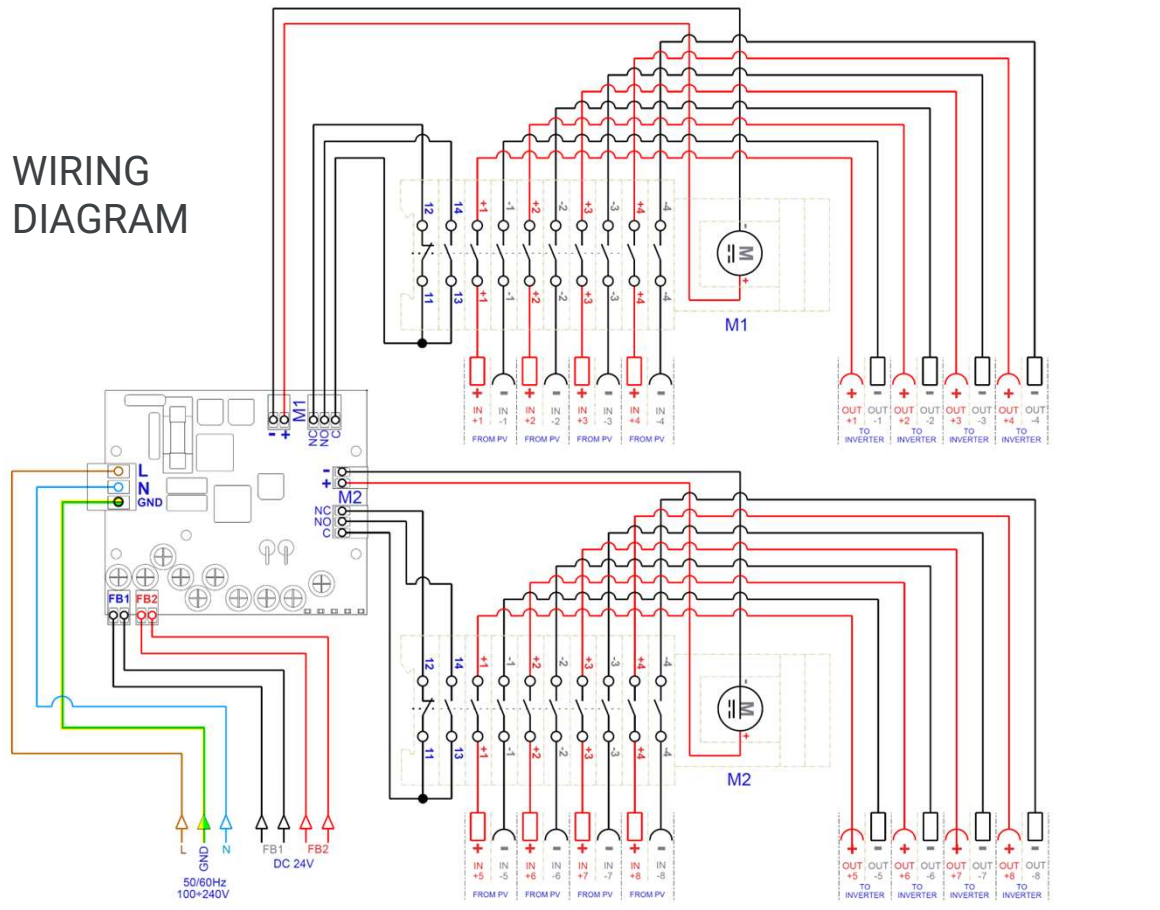 WIRING
DIAGRAM
12 14 +1 -1 +2 -2 +3 -3 +4 -4
M
-
+
11 13 +1 -1 +2 -2 +3 -3 +4 -4
M1
+ - + - + - + -
IN IN IN IN IN IN IN IN
+1 -1 +2 -2 +3 -3 +4 -4
FROM PV FROM PV FROM PV FROM PV
+ - + - + - + -
OUT OUT OUT OUT OUT OUT OUT OUT
+1 -1 +2 -2 +3 -3 +4 -4
TO TO TO TO
INVERTER INVERTER INVERTER INVERTER
- + M1 NC NO C
L
N
GND
-
+
M2
NC
NO
C
FB1 FB2
12 14 +1 -1 +2 -2 +3 -3 +4 -4
M
-
+
11 13 +1 -1 +2 -2 +3 -3 +4 -4
M2
L GND N FB1 FB2
DC 24V
50/60Hz
100÷240V
+ - + - + - + -
IN IN IN IN IN IN IN IN
+5 -5 +6 -6 +7 -7 +8 -8
FROM PV FROM PV FROM PV FROM PV
+ - + - + - + -
OUT OUT OUT OUT OUT OUT OUT OUT
+5 -5 +6 -6 +7 -7 +8 -8
TO TO TO TO
INVERTER INVERTER INVERTER INVERTER